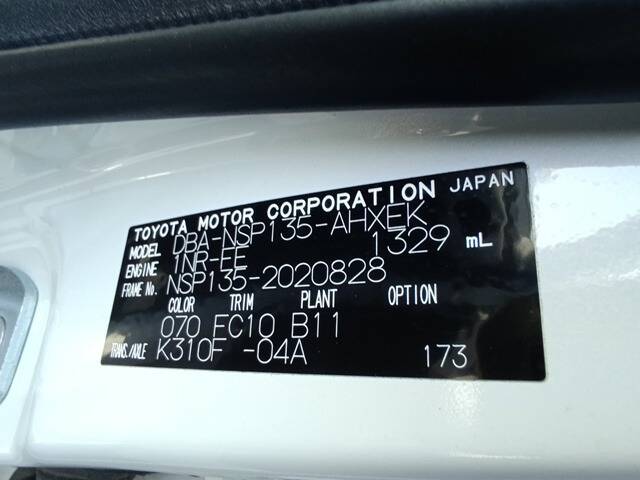 TOYOTA MOTOR CORPORATION JAPAN
MODEL DBA-NSP135-AHXEK
ENGINE 1NR-FE 1329 mL
FRAME No. NSP135-2020828
COLOR TRIM PLANT OPTION
070 FC10 B11
TRANS./AXLE K310F -04A 173